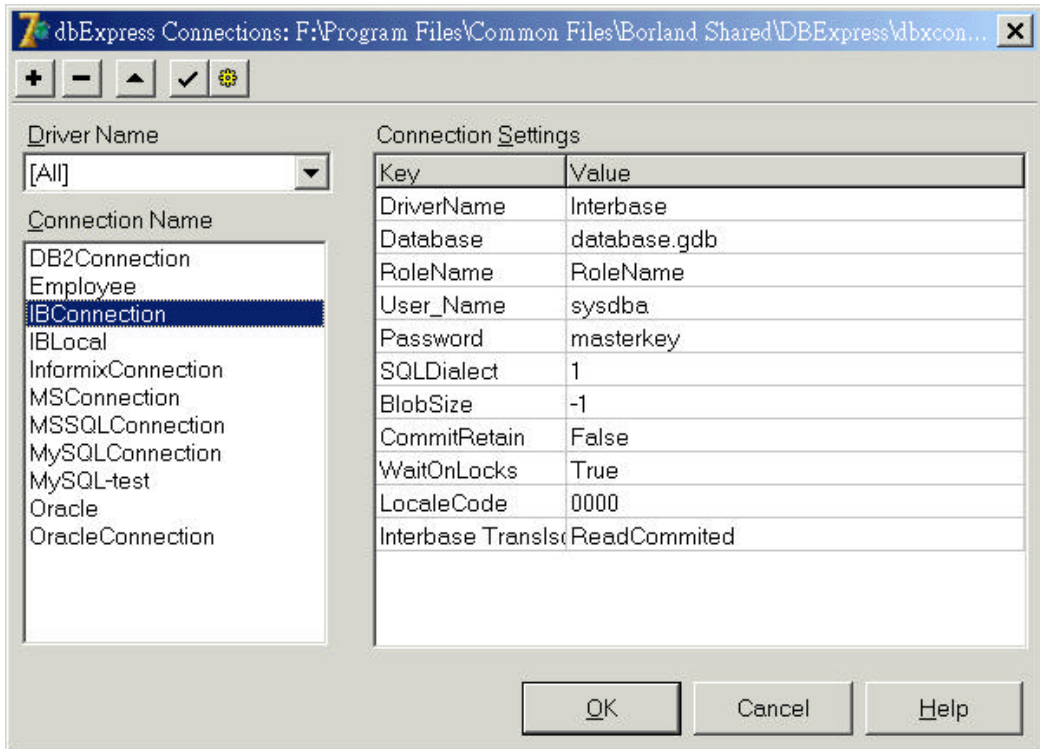 dbExpress Connections: F:\Program Files\Common Files\Borland Shared\DBExpress\dbxcon...
Driver Name
[All]
Connection Name
DB2Connection
Employee
IBConnection
IBLocal
InformixConnection
MSConnection
MSSQLConnection
MySQLConnection
MySQL-test
Oracle
OracleConnection
Connection Settings
Key Value
DriverName Interbase
Database database.gdb
RoleName RoleName
User_Name sysdba
Password masterkey
SQLDialect 1
BlobSize -1
CommitRetain False
WaitOnLocks True
LocaleCode 0000
Interbase TransIs ReadCommited
OK Cancel Help